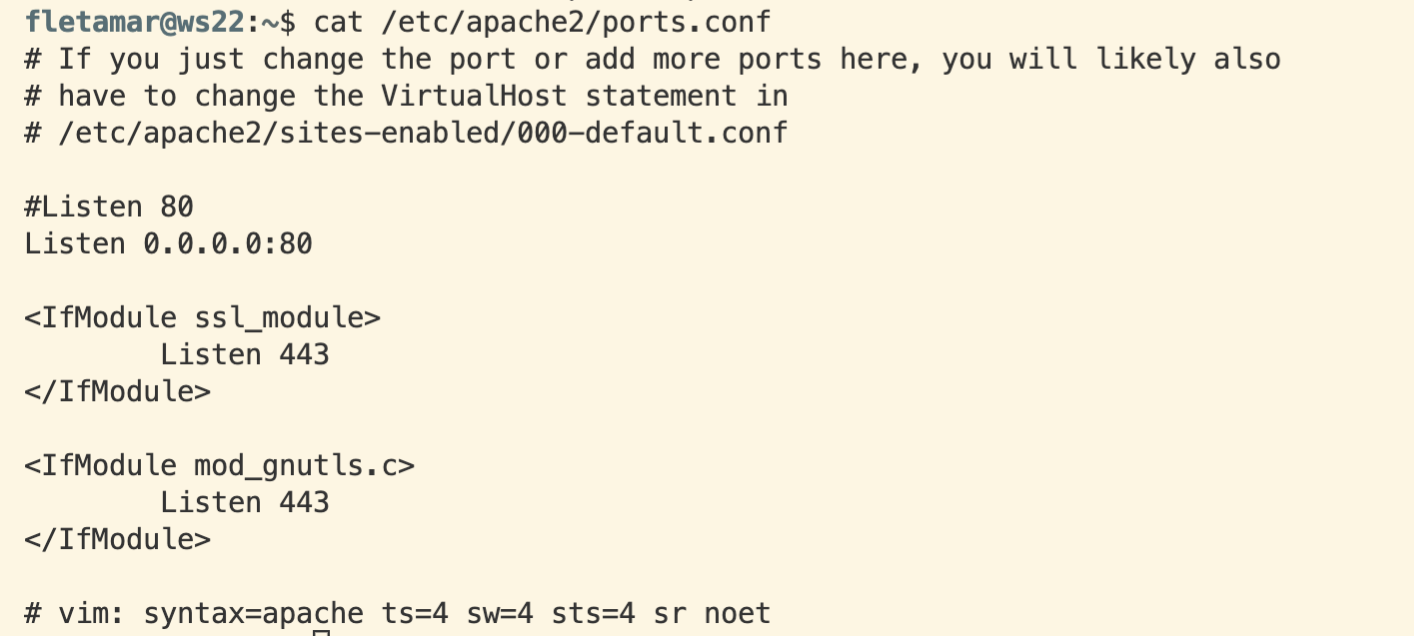 fletamar@ws22:~$ cat /etc/apache2/ports.conf
# If you just change the port or add more ports here, you will likely also
# have to change the VirtualHost statement in
# /etc/apache2/sites-enabled/000-default.conf

#Listen 80
Listen 0.0.0.0:80

<IfModule ssl_module>
        Listen 443
</IfModule>

<IfModule mod_gnutls.c>
        Listen 443
</IfModule>

# vim: syntax=apache ts=4 sw=4 sts=4 sr noet